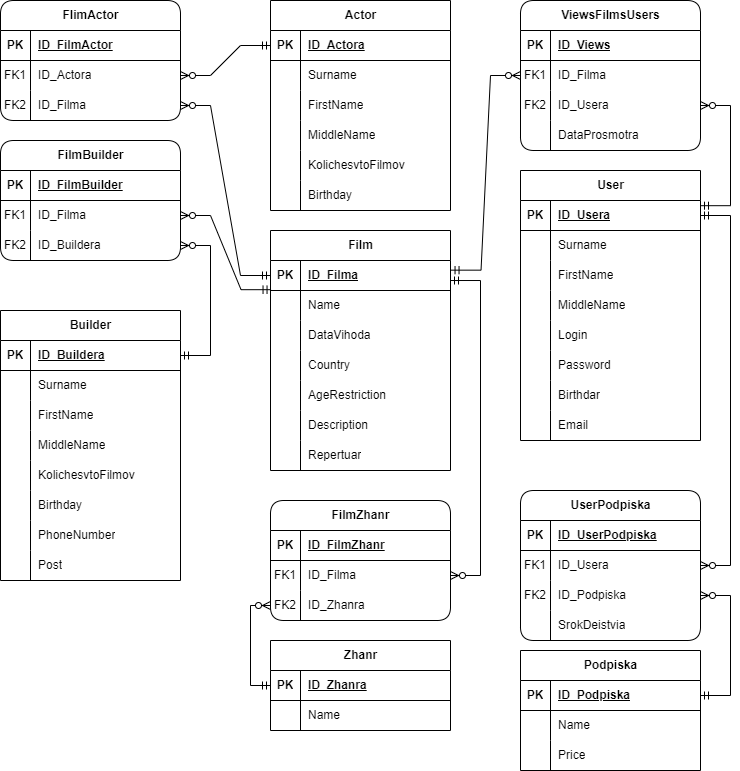 FlimActor
PK ID_FilmActor
FK1 ID_Actora
FK2 ID_Filma
FilmBuilder
PK ID_FilmBuilder
FK1 ID_Filma
FK2 ID_Buildera
Builder
PK ID_Buildera
Surname
FirstName
MiddleName
KolichesvtoFilmov
Birthday
PhoneNumber
Post
Actor
PK ID_Actora
Surname
FirstName
MiddleName
KolichesvtoFilmov
Birthday
Film
PK ID_Filma
Name
DataVihoda
Country
AgeRestriction
Description
Repertuar
FilmZhanr
PK ID_FilmZhanr
FK1 ID_Filma
FK2 ID_Zhanra
Zhanr
PK ID_Zhanra
Name
ViewsFilmsUsers
PK ID_Views
FK1 ID_Filma
FK2 ID_Usera
DataProsmotra
User
PK ID_Usera
Surname
FirstName
MiddleName
Login
Password
Birthdar
Email
UserPodpiska
PK ID_UserPodpiska
FK1 ID_Usera
FK2 ID_Podpiska
SrokDeistvia
Podpiska
PK ID_Podpiska
Name
Price